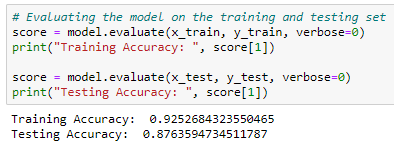 # Evaluating the model on the training and testing set
score = model.evaluate(x_train, y_train, verbose=0)
print("Training Accuracy: ", score[1])
score = model.evaluate(x_test, y_test, verbose=0)
print("Testing Accuracy: ", score[1])
Training Accuracy:  0.9252684323550465
Testing Accuracy:  0.8763594734511787